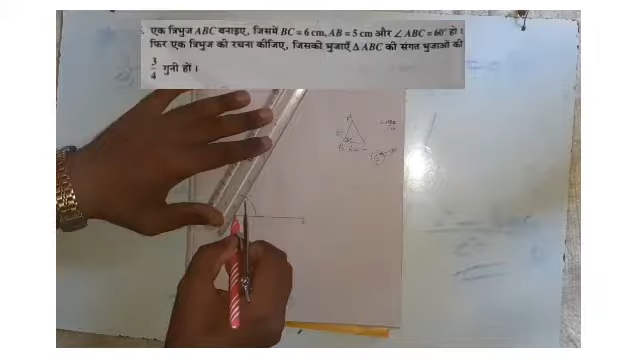 एक त्रिभुज ABC बनाइए, जिसमें BC = 6 cm, AB = 5 cm और ∠ ABC = 60° हो।
फिर एक त्रिभुज की रचना कीजिए, जिसकी भुजाएँ Δ ABC की संगत भुजाओं की
3/4 गुनी हों।